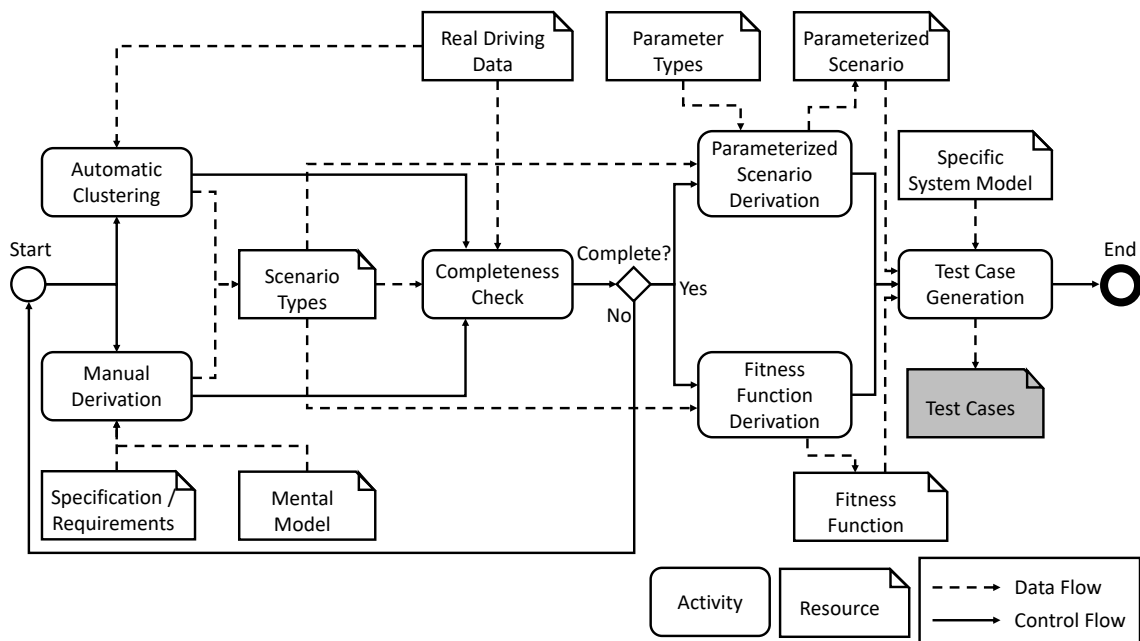 Real Driving
Data
Parameter
Types
Parameterized
Scenario
Automatic
Clustering
Parameterized
Scenario
Derivation
Specific
System Model
Start
Scenario
Types
Completeness
Check
Complete?
Yes
No
Test Case
Generation
End
Manual
Derivation
Fitness
Function
Derivation
Test Cases
Specification /
Requirements
Mental
Model
Fitness
Function
Activity
Resource
Data Flow
Control Flow